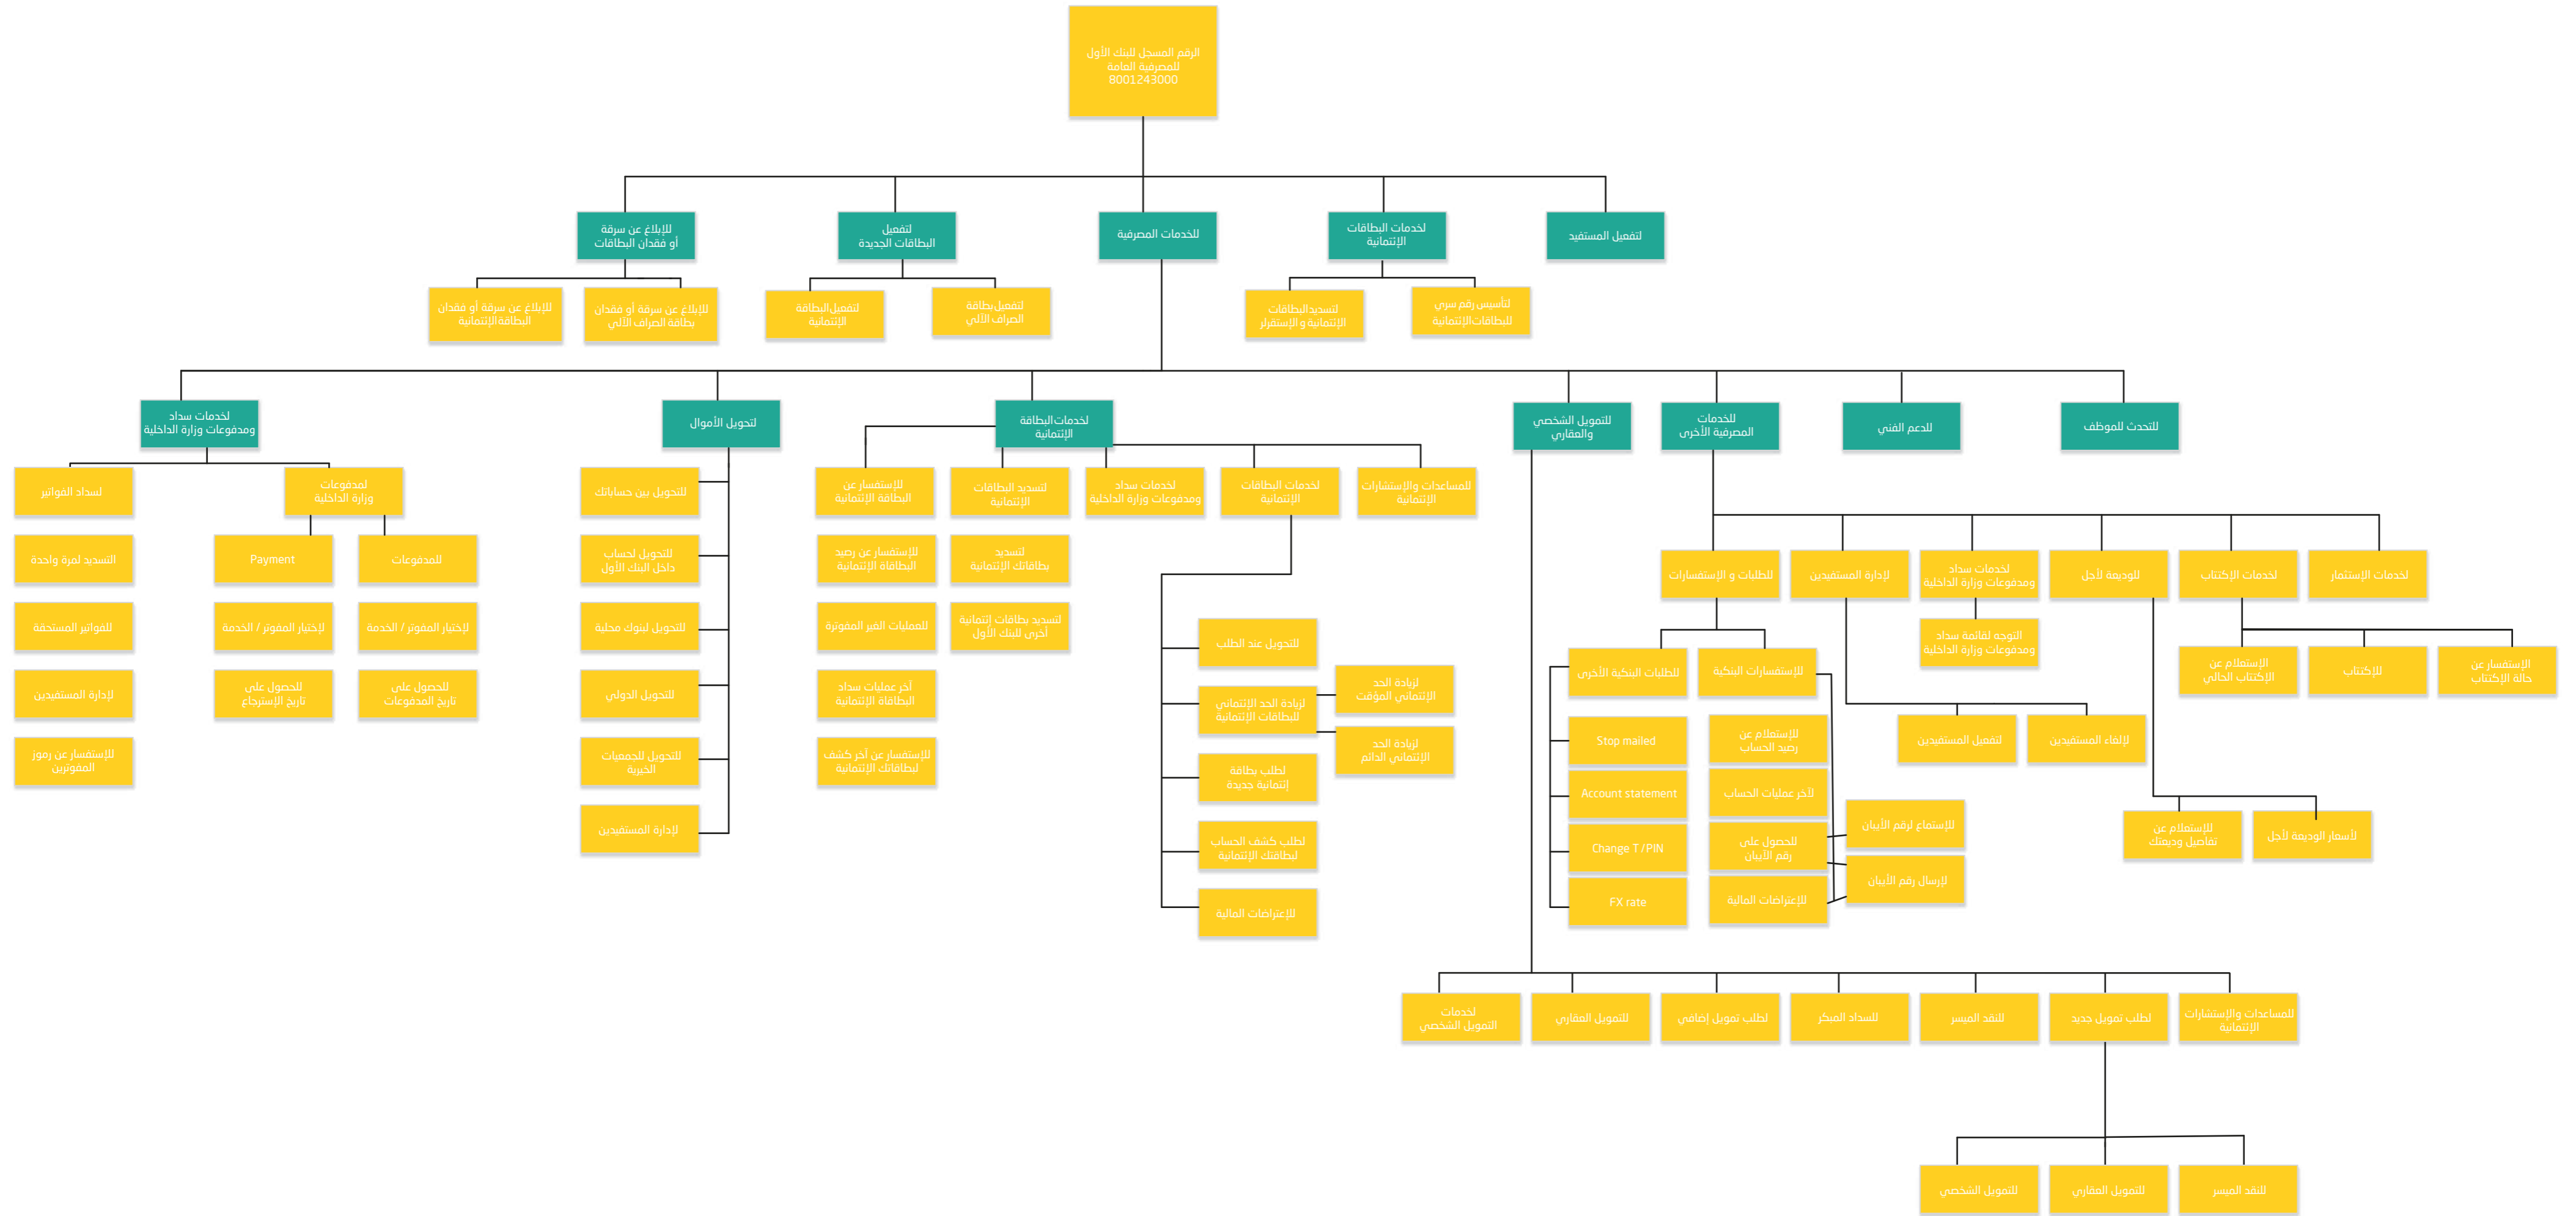 الرقم المسجل للبنك الأول
للمصرفية العامة
8001243000
للإبلاغ عن سرقة
أو فقدان البطاقات
لتفعيل
البطاقات الجديدة
للخدمات المصرفية
لخدمات البطاقات
الإئتمانية
لتفعيل المستفيد
للإبلاغ عن سرقة أو فقدان
البطاقة الإئتمانية
للإبلاغ عن سرقة أو فقدان
بطاقة الصراف الآلي
لتفعيل البطاقة
الإئتمانية
لتفعيل بطاقة
الصراف الآلي
لتسديد البطاقات
الإئتمانية و الإستقرلر
لتأسيس رقم سري
للبطاقات الإئتمانية
لخدمات سداد
ومدفوعات وزارة الداخلية
لتحويل الأموال
لخدمات البطاقة
الإئتمانية
للتمويل الشخصي
والعقاري
للخدمات
المصرفية الأخرى
للدعم الفني
للتحدث للموظف
لسداد الفواتير
لمدفوعات
وزارة الداخلية
للتحويل بين حساباتك
للإستفسار عن
البطاقة الإئتمانية
لتسديد البطاقات
الإئتمانية
لخدمات سداد
ومدفوعات وزارة الداخلية
لخدمات البطاقات
الإئتمانية
للمساعدات والإستشارات
الإئتمانية
التسديد لمرة واحدة
Payment
للمدفوعات
للتحويل لحساب
داخل البنك الأول
للإستفسار عن رصيد
البطاقاة الإئتمانية
لتسديد
بطاقاتك الإئتمانية
للطلبات و الإستفسارات
لإدارة المستفيدين
لخدمات سداد
ومدفوعات وزارة الداخلية
للوديعة لأجل
لخدمات الإكتتاب
لخدمات الإستثمار
للفواتير المستحقة
لإختيار المفوتر / الخدمة
لإختيار المفوتر / الخدمة
للتحويل لبنوك محلية
للعمليات الغير المفوترة
لتسديد بطاقات إئتمانية
أخرى للبنك الأول
للتحويل عند الطلب
التوجه لقائمة سداد
ومدفوعات وزارة الداخلية
لإدارة المستفيدين
للحصول على
تاريخ الإسترجاع
للحصول على
تاريخ المدفوعات
للتحويل الدولي
أخر عمليات سداد
البطاقاة الإئتمانية
لزيادة الحد الإئتماني
للبطاقات الإئتمانية
لزيادة الحد
الإئتماني المؤقت
للطلبات البنكية الأخرى
للإستفسارات البنكية
الإستعلام عن
الإكتتاب الحالي
للإكتتاب
الإستفسار عن
حالة الإكتتاب
للإستفسار عن رموز
المفوترين
للتحويل للجمعيات
الخيرية
للإستفسار عن أخر كشف
لبطاقاتك الإئتمانية
لطلب بطاقة
إئتمانية جديدة
لزيادة الحد
الإئتماني الدائم
Stop mailed
للإستعلام عن
رصيد الحساب
لتفعيل المستفيدين
لإلغاء المستفيدين
لإدارة المستفيدين
لطلب كشف الحساب
لبطاقتك الإئتمانية
Account statement
لأخر عمليات الحساب
للإستماع لرقم الأيبان
للإستعلام عن
تفاصيل وديعتك
لأسعار الوديعة لأجل
Change T/PIN
للحصول على
رقم الأيبان
لإرسال رقم الأيبان
للإعتراضات المالية
FX rate
للإعتراضات المالية
لخدمات
التمويل الشخصي
للتمويل العقاري
لطلب تمويل إضافي
للسداد المبكر
للنقد الميسر
لطلب تمويل جديد
للمساعدات والإستشارات
الإئتمانية
للتمويل الشخصي
للتمويل العقاري
للنقد الميسر